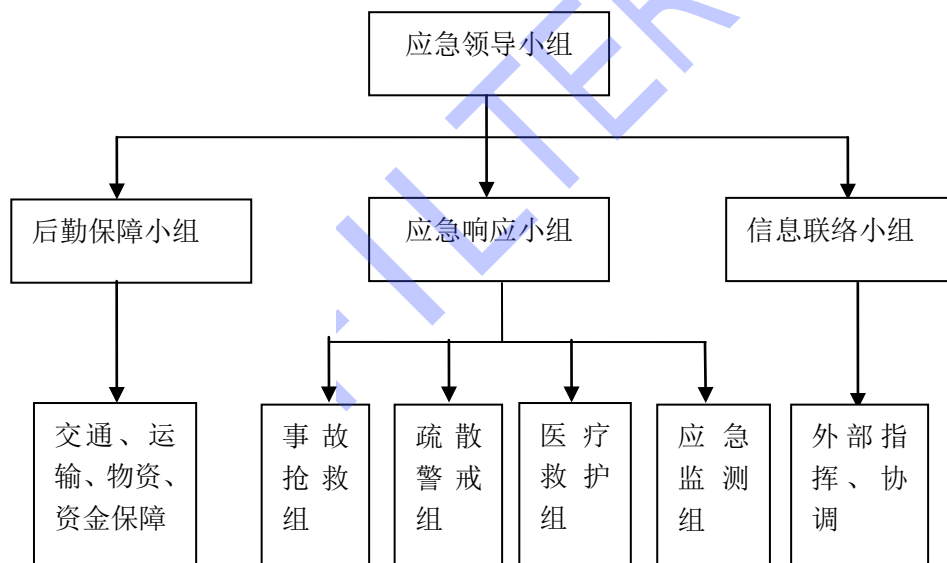 应急领导小组
后勤保障小组
应急响应小组
信息联络小组
交通、运
输、物资、
资金保障
事故
抢救
组
疏散
警戒
组
医疗
救护
组
应急
监测
组
外部指
挥、协
调
FILTER